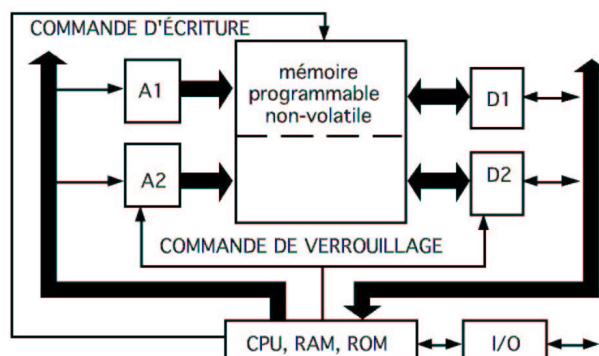 COMMANDE D'ÉCRITURE
A1
mémoire
programmable
non-volatile
D1
A2
D2
COMMANDE DE VERROUILLAGE
CPU, RAM, ROM
I/O